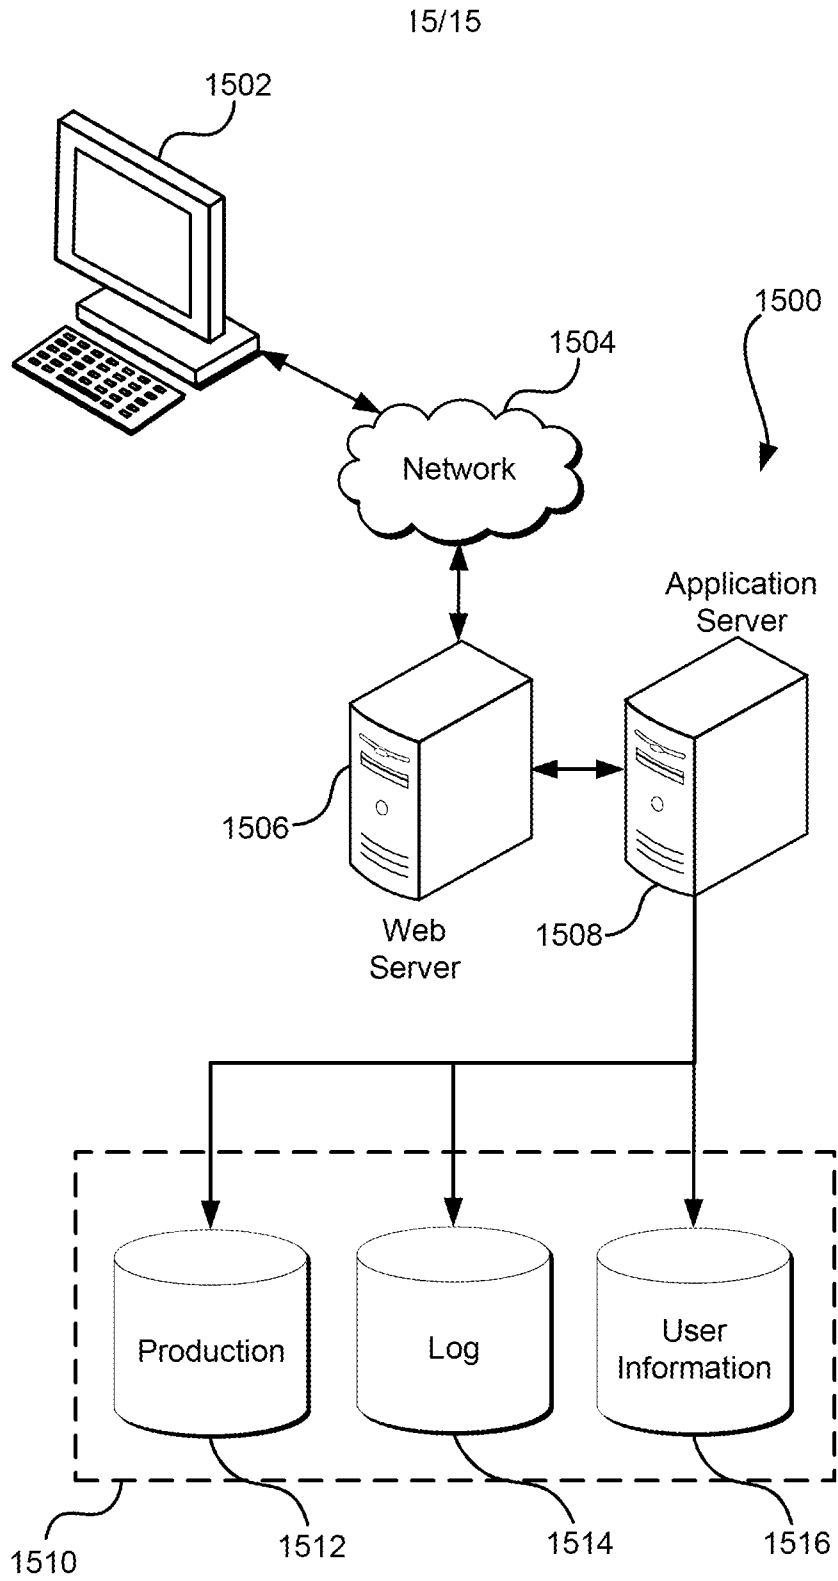 15/15
1502
1500
1504
Network
Application
Server
1506
1508
Web
Server
Production
Log
User
Information
1510
1512
1514
1516